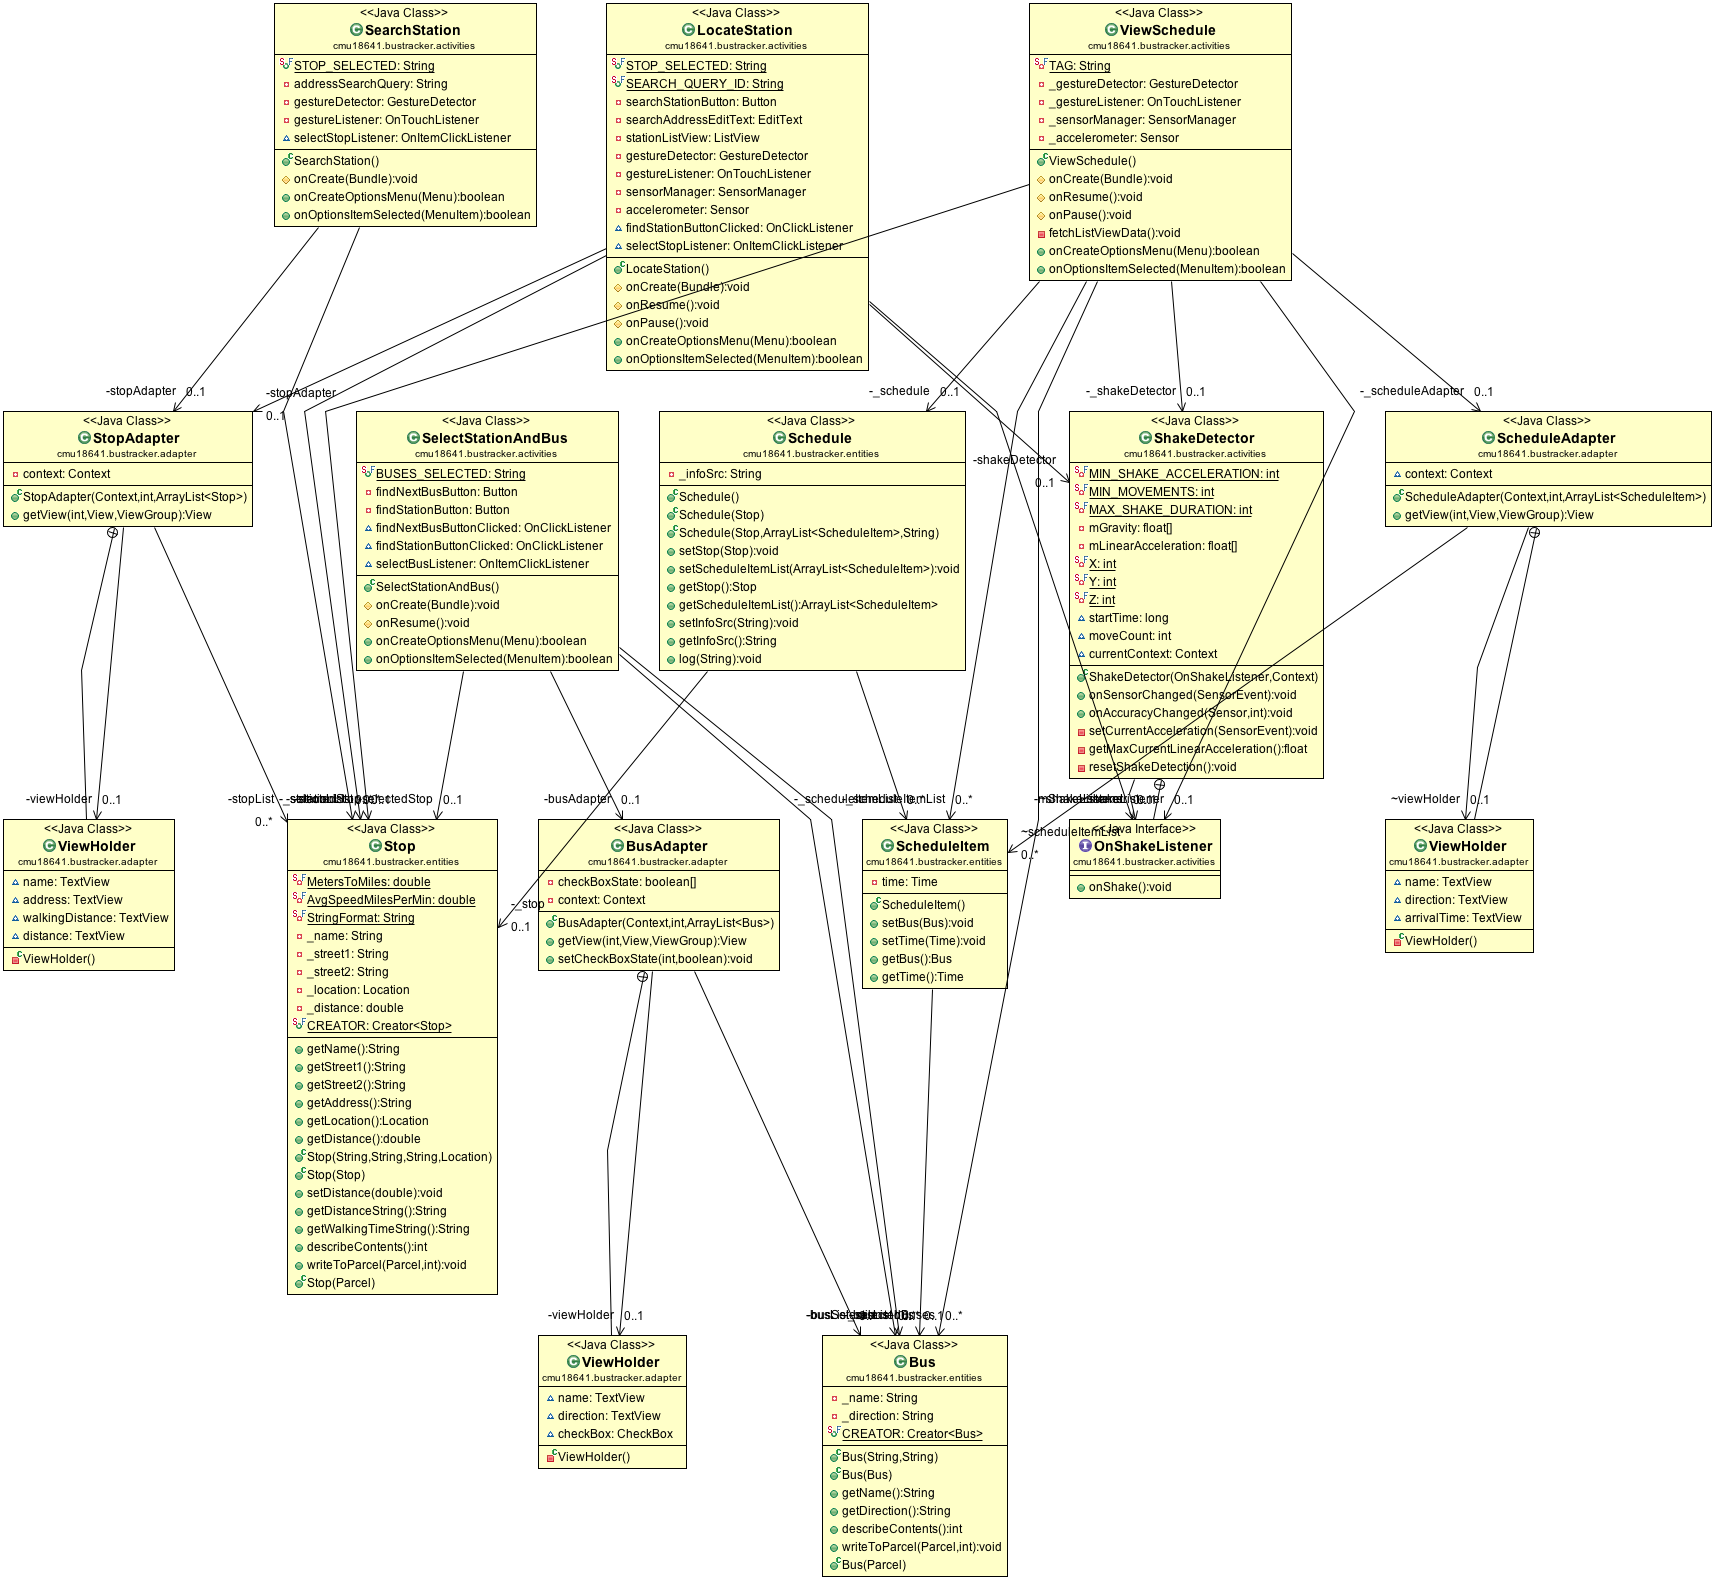 <<Java Class>>
SearchStation
cmu18641.bustracker.activities
STOP_SELECTED: String
addressSearchQuery: String
gestureDetector: GestureDetector
gestureListener: OnTouchListener
selectStopListener: OnItemClickListener
SearchStation()
onCreate(Bundle):void
onCreateOptionsMenu(Menu):boolean
onOptionsItemSelected(MenuItem):boolean
<<Java Class>>
LocateStation
cmu18641.bustracker.activities
STOP_SELECTED: String
SEARCH_QUERY_ID: String
searchStationButton: Button
searchAddressEditText: EditText
stationListView: ListView
gestureDetector: GestureDetector
gestureListener: OnTouchListener
sensorManager: SensorManager
accelerometer: Sensor
findStationButtonClicked: OnClickListener
selectStopListener: OnItemClickListener
LocateStation()
onCreate(Bundle):void
onResume():void
onPause():void
onCreateOptionsMenu(Menu):boolean
onOptionsItemSelected(MenuItem):boolean
<<Java Class>>
ViewSchedule
cmu18641.bustracker.activities
TAG: String
_gestureDetector: GestureDetector
_gestureListener: OnTouchListener
_sensorManager: SensorManager
_accelerometer: Sensor
ViewSchedule()
onCreate(Bundle):void
onResume():void
onPause():void
fetchListViewData():void
onCreateOptionsMenu(Menu):boolean
onOptionsItemSelected(MenuItem):boolean
-stopAdapter 0..1
-stopAdapter
0..1
-_schedule 0..1
-_shakeDetector 0..1
-_scheduleAdapter 0..1
-shakeDetector
0..1
<<Java Class>>
StopAdapter
cmu18641.bustracker.adapter
context: Context
StopAdapter(Context,int,ArrayList<Stop>)
getView(int,View,ViewGroup):View
<<Java Class>>
SelectStationAndBus
cmu18641.bustracker.activities
BUSES_SELECTED: String
findNextBusButton: Button
findStationButton: Button
findNextBusButtonClicked: OnClickListener
findStationButtonClicked: OnClickListener
selectBusListener: OnItemClickListener
SelectStationAndBus()
onCreate(Bundle):void
onResume():void
onCreateOptionsMenu(Menu):boolean
onOptionsItemSelected(MenuItem):boolean
<<Java Class>>
Schedule
cmu18641.bustracker.entities
_infoSrc: String
Schedule()
Schedule(Stop)
Schedule(Stop,ArrayList<ScheduleItem>,String)
setStop(Stop):void
setScheduleItemList(ArrayList<ScheduleItem>):void
getStop():Stop
getScheduleItemList():ArrayList<ScheduleItem>
setInfoSrc(String):void
getInfoSrc():String
log(String):void
<<Java Class>>
ShakeDetector
cmu18641.bustracker.activities
MIN_SHAKE_ACCELERATION: int
MIN_MOVEMENTS: int
MAX_SHAKE_DURATION: int
mGravity: float[]
mLinearAcceleration: float[]
X: int
Y: int
Z: int
startTime: long
moveCount: int
currentContext: Context
ShakeDetector(OnShakeListener,Context)
onSensorChanged(SensorEvent):void
onAccuracyChanged(Sensor,int):void
setCurrentAcceleration(SensorEvent):void
getMaxCurrentLinearAcceleration():float
resetShakeDetection():void
<<Java Class>>
ScheduleAdapter
cmu18641.bustracker.adapter
context: Context
ScheduleAdapter(Context,int,ArrayList<ScheduleItem>)
getView(int,View,ViewGroup):View
-viewHolder 0..1
-stopList
0..*
0..1
-busAdapter 0..1
0..*
0..1
~scheduleItemList
0..*
~viewHolder 0..1
-_stop
0..1
<<Java Class>>
ViewHolder
cmu18641.bustracker.adapter
name: TextView
address: TextView
walkingDistance: TextView
distance: TextView
ViewHolder()
<<Java Class>>
Stop
cmu18641.bustracker.entities
MetersToMiles: double
AvgSpeedMilesPerMin: double
StringFormat: String
_name: String
_street1: String
_street2: String
_location: Location
_distance: double
CREATOR: Creator<Stop>
getName():String
getStreet1():String
getStreet2():String
getAddress():String
getLocation():Location
getDistance():double
Stop(String,String,String,Location)
Stop(Stop)
setDistance(double):void
getDistanceString():String
getWalkingTimeString():String
describeContents():int
writeToParcel(Parcel,int):void
Stop(Parcel)
<<Java Class>>
BusAdapter
cmu18641.bustracker.adapter
checkBoxState: boolean[]
context: Context
BusAdapter(Context,int,ArrayList<Bus>)
getView(int,View,ViewGroup):View
setCheckBoxState(int,boolean):void
<<Java Class>>
ScheduleItem
cmu18641.bustracker.entities
time: Time
ScheduleItem()
setBus(Bus):void
setTime(Time):void
getBus():Bus
getTime():Time
<<Java Interface>>
OnShakeListener
cmu18641.bustracker.activities
onShake():void
<<Java Class>>
ViewHolder
cmu18641.bustracker.adapter
name: TextView
direction: TextView
arrivalTime: TextView
ViewHolder()
-viewHolder 0..1
0..1 0..*
<<Java Class>>
ViewHolder
cmu18641.bustracker.adapter
name: TextView
direction: TextView
checkBox: CheckBox
ViewHolder()
<<Java Class>>
Bus
cmu18641.bustracker.entities
_name: String
_direction: String
CREATOR: Creator<Bus>
Bus(String,String)
Bus(Bus)
getName():String
getDirection():String
describeContents():int
writeToParcel(Parcel,int):void
Bus(Parcel)